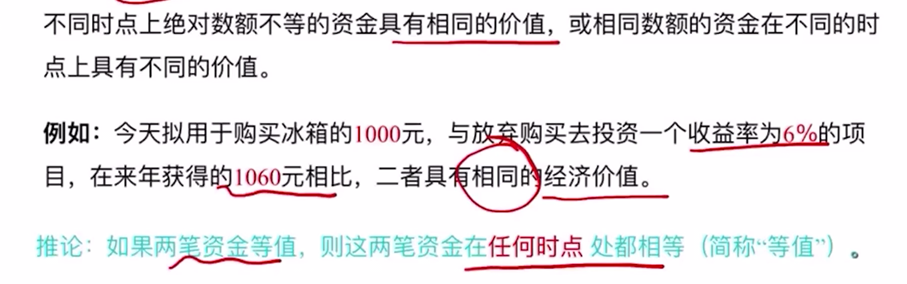 不同时点上绝对数额不等的资金具有相同的价值，或相同数额的资金在不同的时
点上具有不同的价值。
例如：今天拟用于购买冰箱的1000元，与放弃购买去投资一个收益率为6%的项
目，在来年获得的1060元相比，二者具有相同的经济价值。
推论：如果两笔资金等值，则这两笔资金在任何时点 处都相等（简称“等值”）。